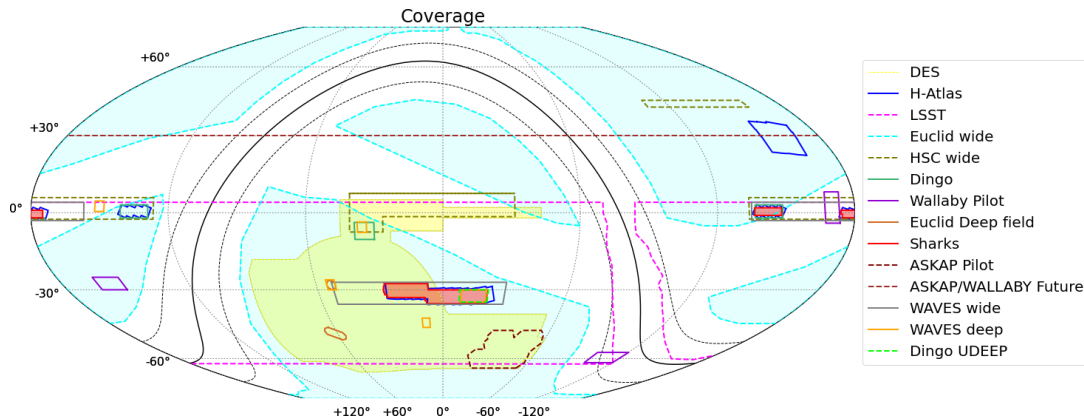 Coverage
+60°
+30°
0°
-30°
-60°
+120° +60° 0° -60° -120°
DES
H-Atlas
LSST
Euclid wide
HSC wide
Dingo
Wallaby Pilot
Euclid Deep field
Sharks
ASKAP Pilot
ASKAP/WALLABY Future
WAVES wide
WAVES deep
Dingo UDEEP